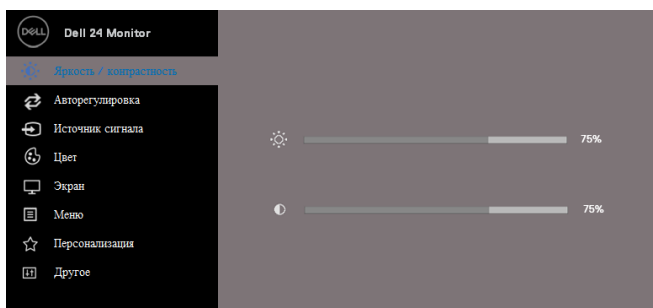 DELL
Dell 24 Monitor
Яркость / контрастность
Авторегулировка
Источник сигнала
75%
Цвет
Экран
Меню
75%
Персонализация
Другое